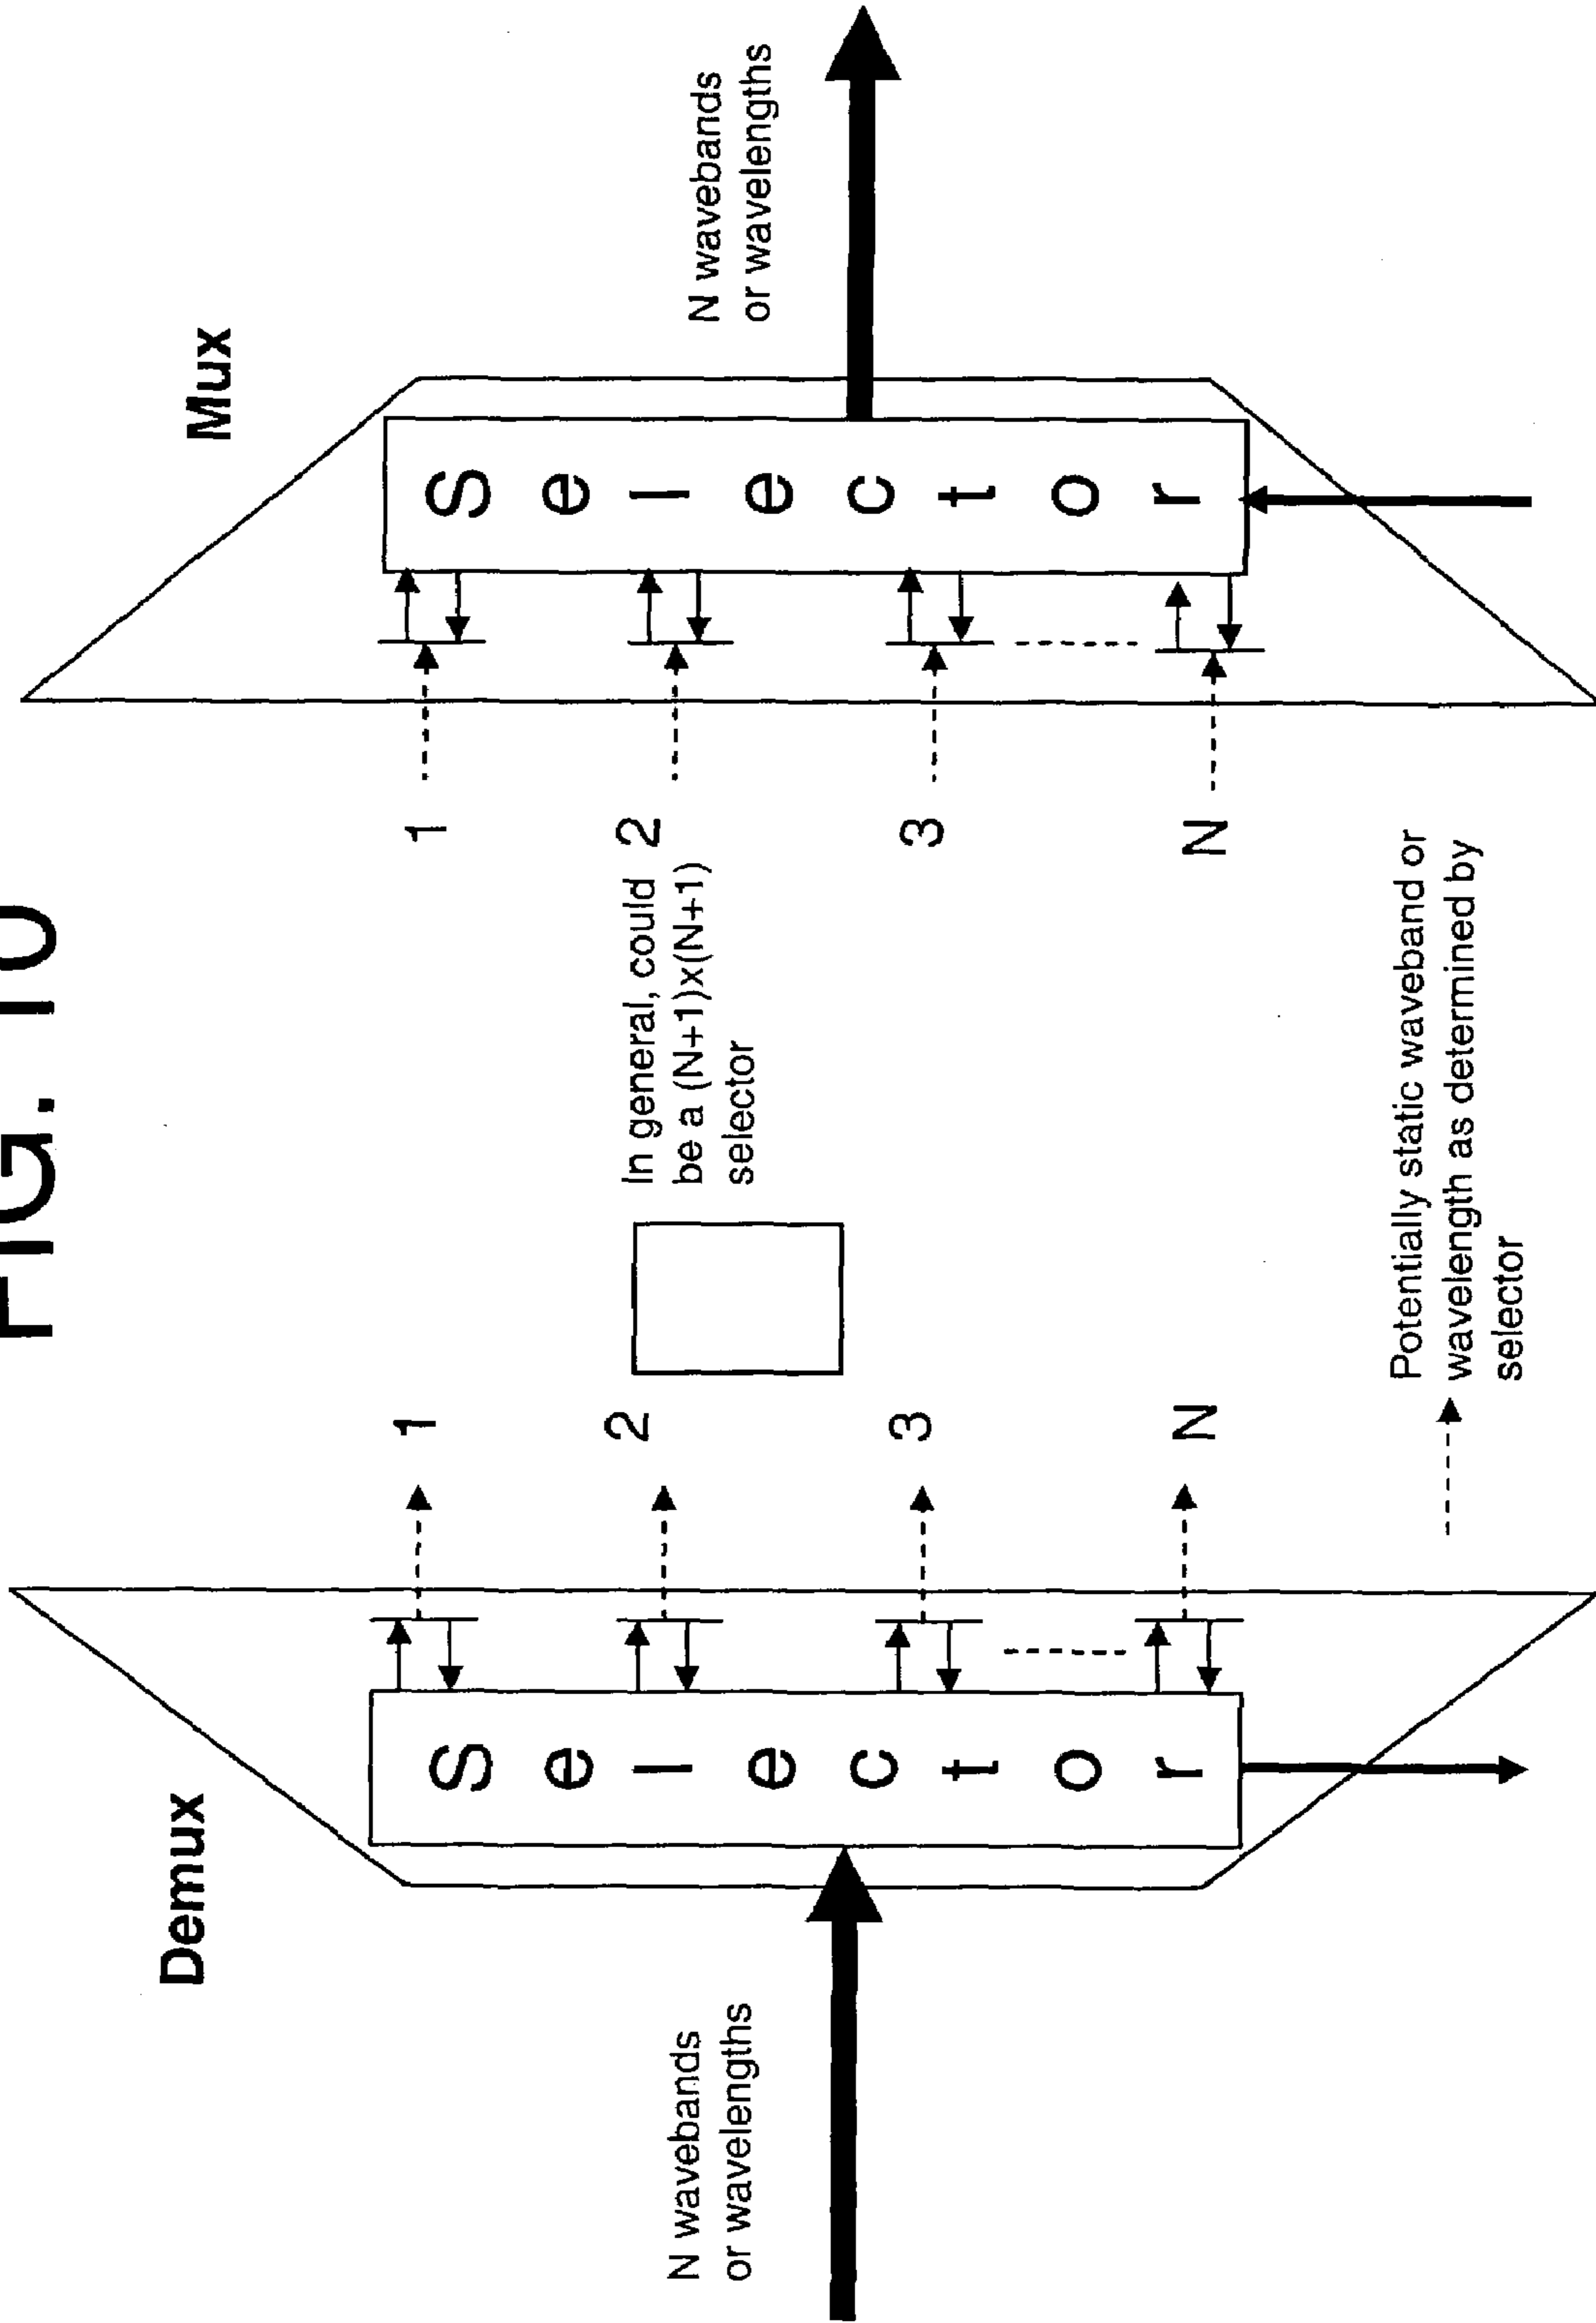 FIG. 10
Demux
Mux
N wavebands
or wavelengths
Selector
1
2
3
N
In general, could
be a (N+1)x(N+1)
selector
1
2
3
N
Selector
N wavebands
or wavelengths
Potentially static waveband or
wavelength as determined by
selector